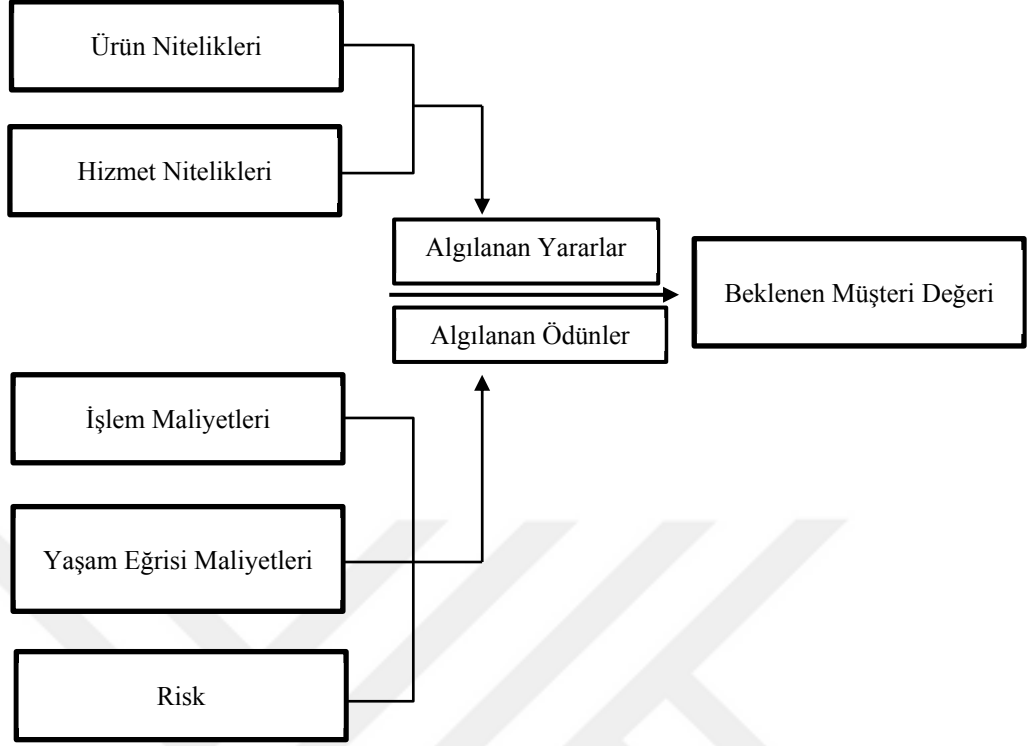 Ürün Nitelikleri
Hizmet Nitelikleri
Algılanan Yararlar
Algılanan Ödünler
Beklenen Müşteri Değeri
İşlem Maliyetleri
Yaşam Eğrisi Maliyetleri
Risk